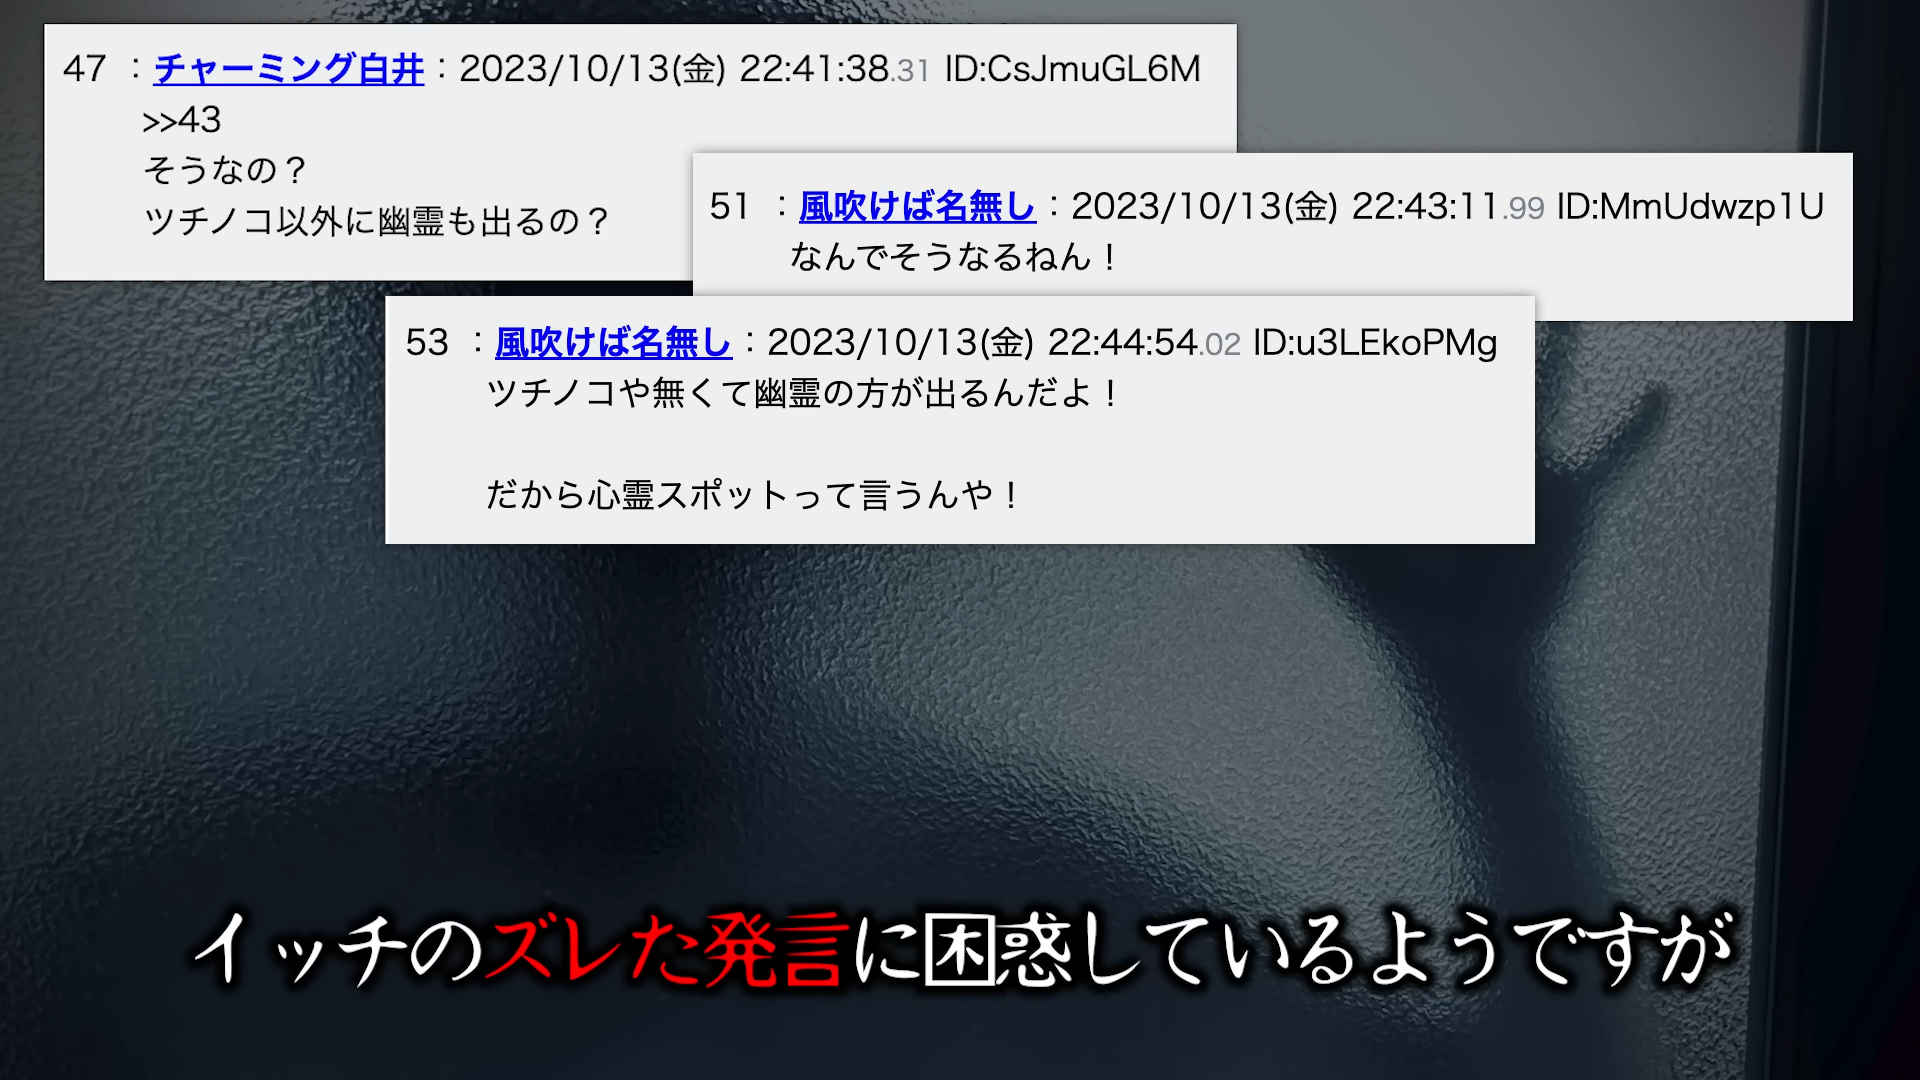 47 ：チャーミング白井：2023/10/13(金) 22:41:38.31 ID:CsJmuGL6M
>>43
そうなの？
ツチノコ以外に幽霊も出るの？
51 ：風吹けば名無し：2023/10/13(金) 22:43:11.99 ID:MmUdwzp1U
なんでそうなるねん！
53 ：風吹けば名無し：2023/10/13(金) 22:44:54.02 ID:u3LEkoPMg
ツチノコや無くて幽霊の方が出るんだよ！
だから心霊スポットって言うんや！
イッチのズレた発言に困惑しているようですが